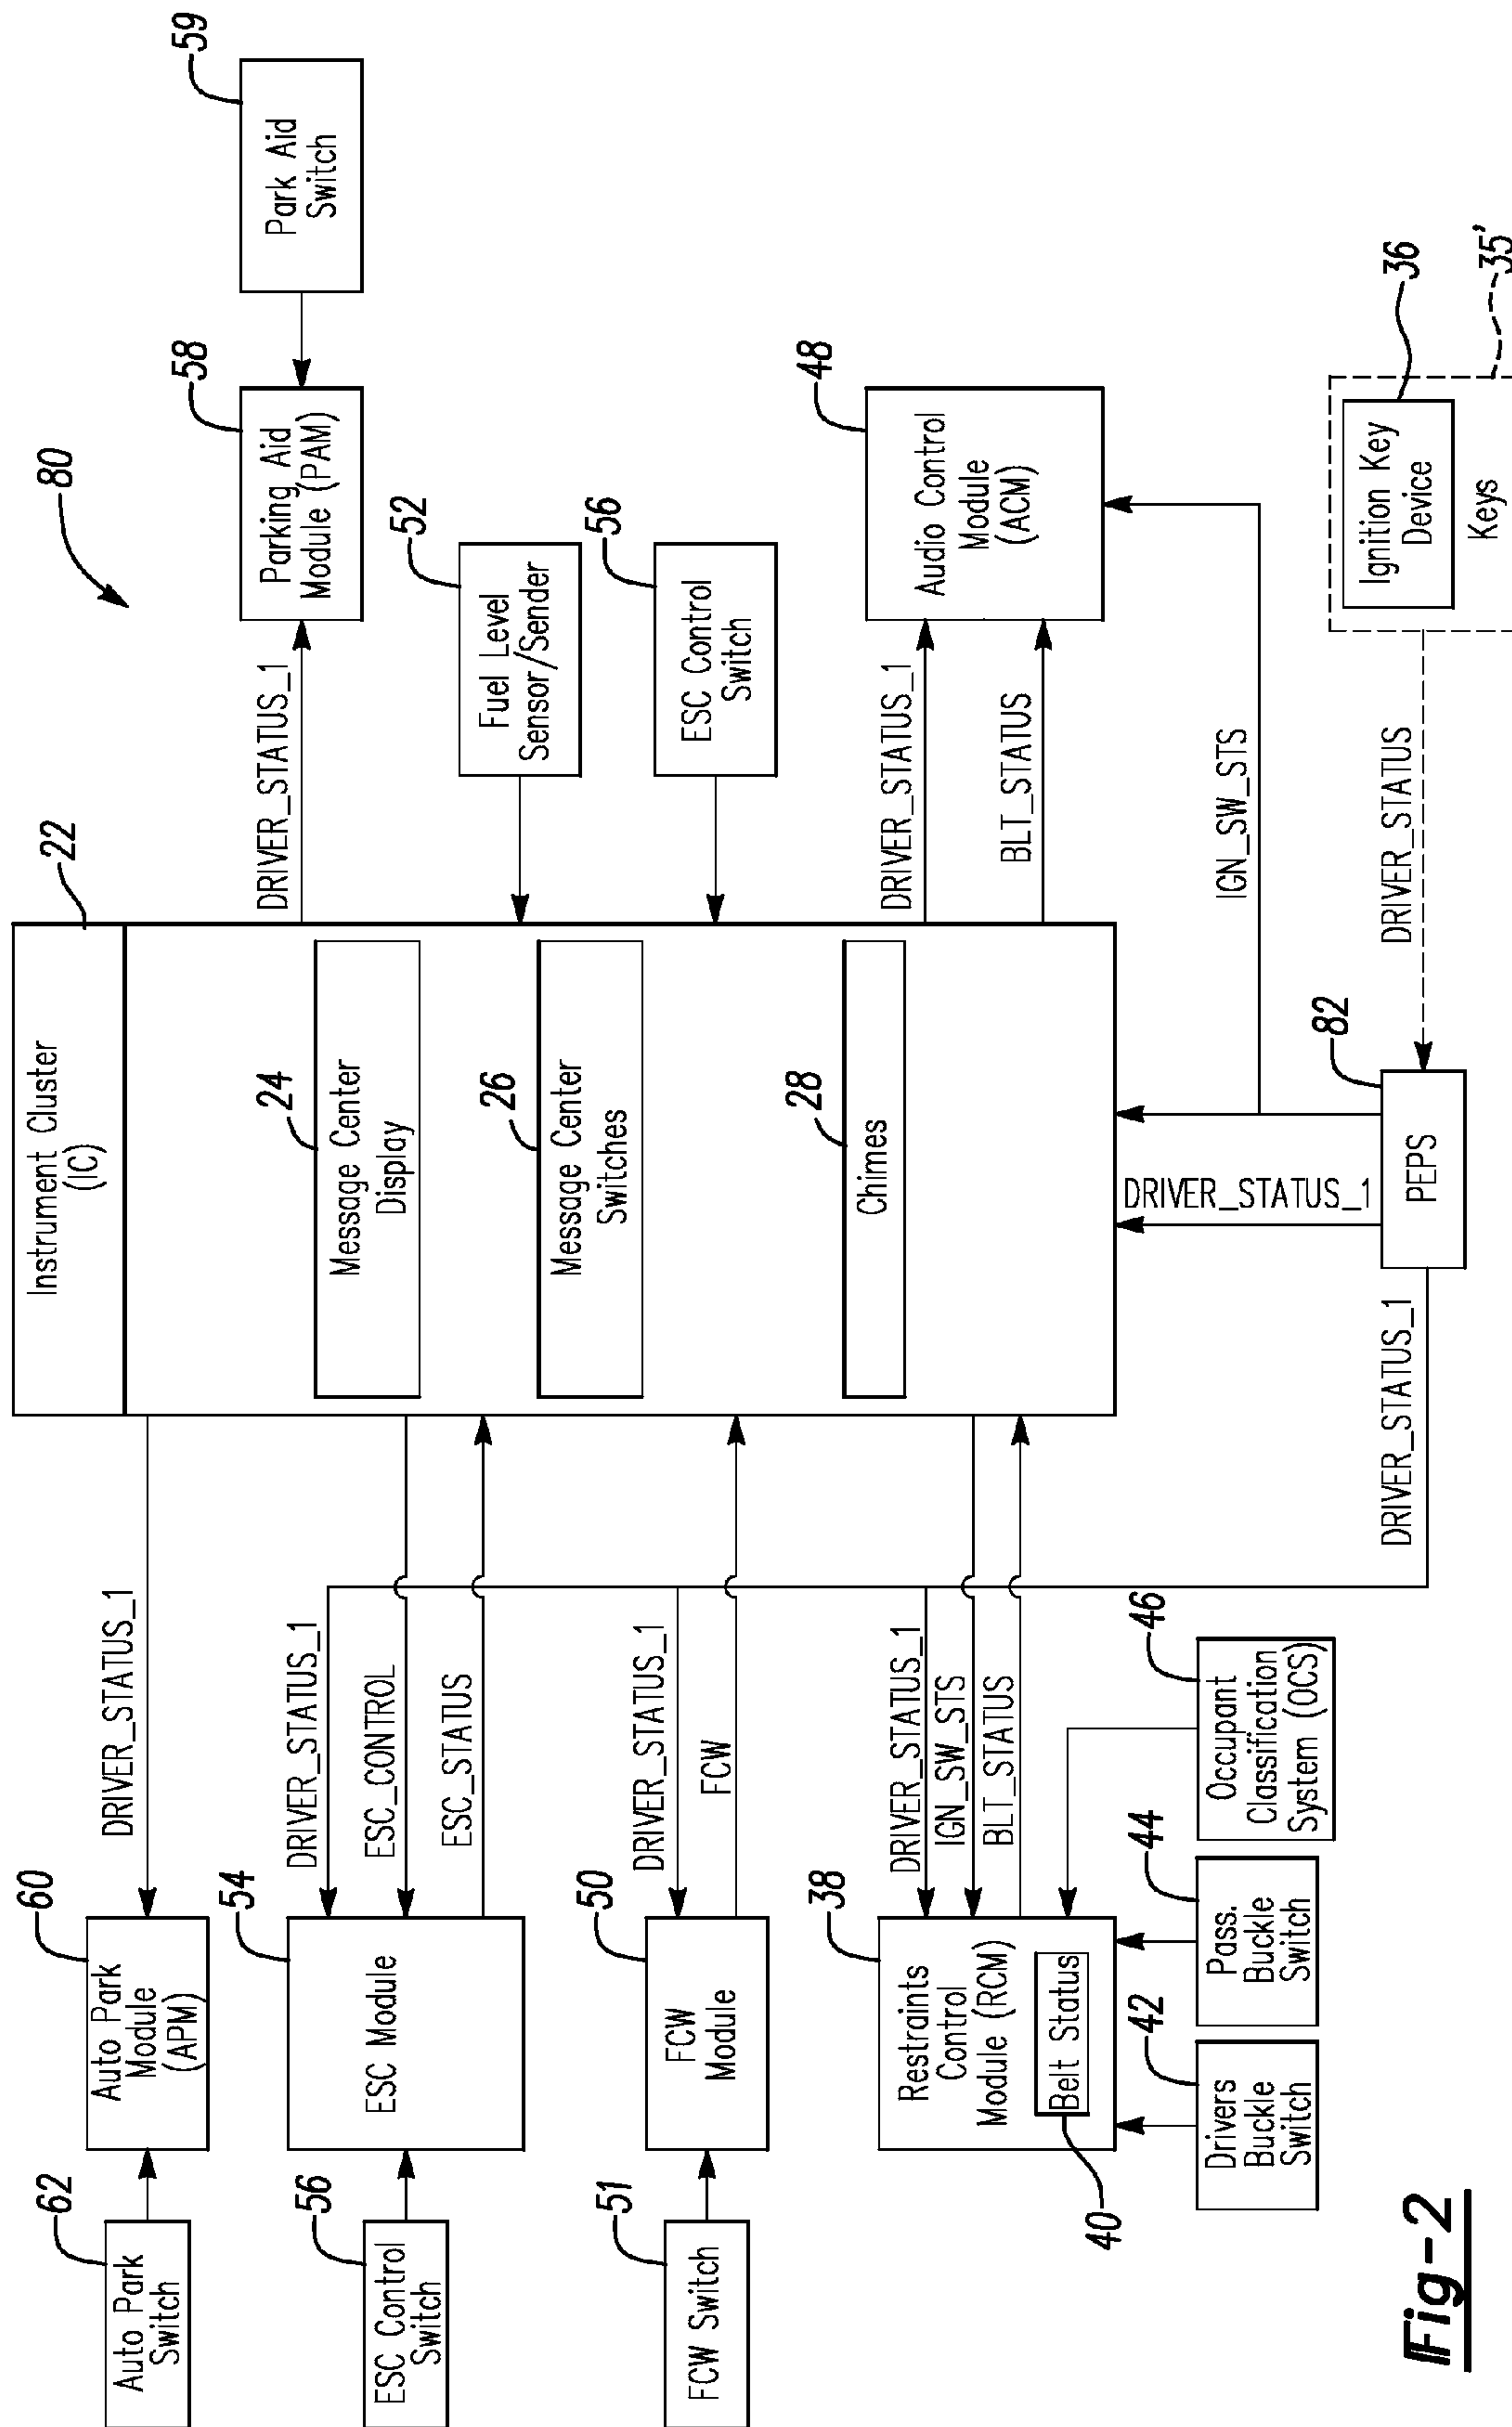 80
Instrument Cluster
(IC)
22
24
Message Center
Display
26
Message Center
Switches
28
Chimes
62
Auto Park
Switch
60
Auto Park
Module
(APM)
DRIVER_STATUS_1
56
ESC Control
Switch
54
ESC Module
DRIVER_STATUS_1
ESC_CONTROL
ESC_STATUS
51
FCW Switch
50
FCW
Module
DRIVER_STATUS_1
FCW
38
Restraints
Control
Module (RCM)
Belt Status
40
DRIVER_STATUS_1
IGN_SW_STS
BLT_STATUS
42
Drivers
Buckle
Switch
44
Pass.
Buckle
Switch
46
Occupant
Classification
System (OCS)
DRIVER_STATUS_1
58
Parking Aid
Module (PAM)
59
Park Aid
Switch
52
Fuel Level
Sensor/Sender
56
ESC Control
Switch
DRIVER_STATUS_1
BLT_STATUS
48
Audio Control
Module
(ACM)
IGN_SW_STS
DRIVER_STATUS_1
DRIVER_STATUS_1
82
PEPS
DRIVER_STATUS
36
Ignition Key
Device
Keys
35'
Fig-2